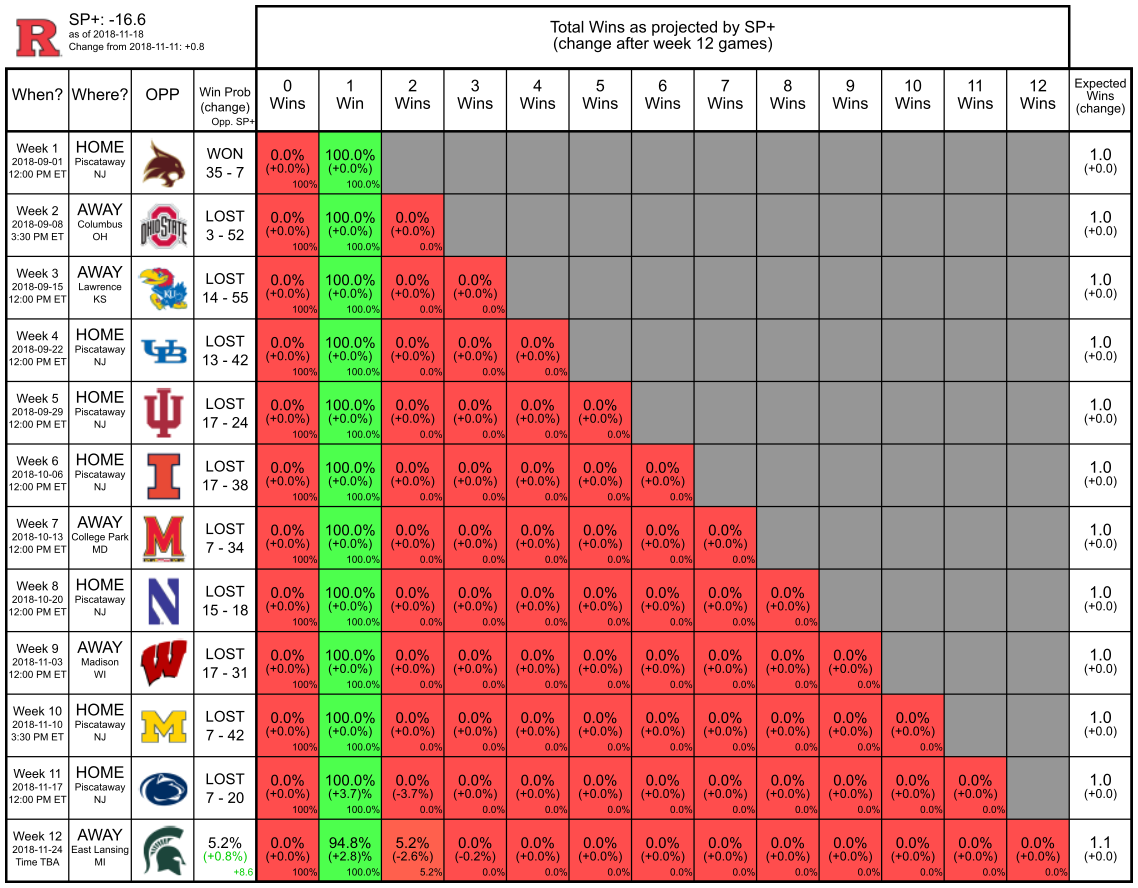 R
SP+: -16.6
as of 2018-11-18
Change from 2018-11-11: +0.8
Total Wins as projected by SP+
(change after week 12 games)
When? Where? OPP Win Prob (change) Opp. SP+ 0 Wins 1 Win 2 Wins 3 Wins 4 Wins 5 Wins 6 Wins 7 Wins 8 Wins 9 Wins 10 Wins 11 Wins 12 Wins Expected Wins (change)
Week 1 HOME WON 0.0% 100.0% 1.0
2018-09-01 Piscataway (+0.0%) (+0.0%) (+0.0)
12:00 PM ET NJ 35 - 7 100% 100.0%
Week 2 AWAY OHIO STATE LOST 0.0% 100.0% 0.0% 1.0
2018-09-08 Columbus (+0.0%) (+0.0%) (+0.0%) (+0.0)
3:30 PM ET OH 3 - 52 100% 100.0% 0.0%
Week 3 AWAY KU LOST 0.0% 100.0% 0.0% 0.0% 1.0
2018-09-15 Lawrence (+0.0%) (+0.0%) (+0.0%) (+0.0%) (+0.0)
12:00 PM ET KS 14 - 55 100% 100.0% 0.0% 0.0%
Week 4 HOME UB LOST 0.0% 100.0% 0.0% 0.0% 0.0% 1.0
2018-09-22 Piscataway (+0.0%) (+0.0%) (+0.0%) (+0.0%) (+0.0%) (+0.0)
12:00 PM ET NJ 13 - 42 100% 100.0% 0.0% 0.0% 0.0%
Week 5 HOME IU LOST 0.0% 100.0% 0.0% 0.0% 0.0% 0.0% 1.0
2018-09-29 Piscataway (+0.0%) (+0.0%) (+0.0%) (+0.0%) (+0.0%) (+0.0%) (+0.0)
12:00 PM ET NJ 17 - 24 100% 100.0% 0.0% 0.0% 0.0% 0.0%
Week 6 HOME I LOST 0.0% 100.0% 0.0% 0.0% 0.0% 0.0% 0.0% 1.0
2018-10-06 Piscataway (+0.0%) (+0.0%) (+0.0%) (+0.0%) (+0.0%) (+0.0%) (+0.0%) (+0.0)
12:00 PM ET NJ 17 - 38 100% 100.0% 0.0% 0.0% 0.0% 0.0% 0.0%
Week 7 AWAY M LOST 0.0% 100.0% 0.0% 0.0% 0.0% 0.0% 0.0% 0.0% 1.0
2018-10-13 College Park (+0.0%) (+0.0%) (+0.0%) (+0.0%) (+0.0%) (+0.0%) (+0.0%) (+0.0%) (+0.0)
12:00 PM ET MD 7 - 34 100% 100.0% 0.0% 0.0% 0.0% 0.0% 0.0% 0.0%
Week 8 HOME N LOST 0.0% 100.0% 0.0% 0.0% 0.0% 0.0% 0.0% 0.0% 0.0% 1.0
2018-10-20 Piscataway (+0.0%) (+0.0%) (+0.0%) (+0.0%) (+0.0%) (+0.0%) (+0.0%) (+0.0%) (+0.0%) (+0.0)
12:00 PM ET NJ 15 - 18 100% 100.0% 0.0% 0.0% 0.0% 0.0% 0.0% 0.0% 0.0%
Week 9 AWAY W LOST 0.0% 100.0% 0.0% 0.0% 0.0% 0.0% 0.0% 0.0% 0.0% 0.0% 1.0
2018-11-03 Madison (+0.0%) (+0.0%) (+0.0%) (+0.0%) (+0.0%) (+0.0%) (+0.0%) (+0.0%) (+0.0%) (+0.0%) (+0.0)
12:00 PM ET WI 17 - 31 100% 100.0% 0.0% 0.0% 0.0% 0.0% 0.0% 0.0% 0.0% 0.0%
Week 10 HOME M LOST 0.0% 100.0% 0.0% 0.0% 0.0% 0.0% 0.0% 0.0% 0.0% 0.0% 0.0% 1.0
2018-11-10 Piscataway (+0.0%) (+0.0%) (+0.0%) (+0.0%) (+0.0%) (+0.0%) (+0.0%) (+0.0%) (+0.0%) (+0.0%) (+0.0%) (+0.0)
3:30 PM ET NJ 7 - 42 100% 100.0% 0.0% 0.0% 0.0% 0.0% 0.0% 0.0% 0.0% 0.0% 0.0%
Week 11 HOME LOST 0.0% 100.0% 0.0% 0.0% 0.0% 0.0% 0.0% 0.0% 0.0% 0.0% 0.0% 0.0% 1.0
2018-11-17 Piscataway (+0.0%) (+3.7)% (-3.7%) (+0.0%) (+0.0%) (+0.0%) (+0.0%) (+0.0%) (+0.0%) (+0.0%) (+0.0%) (+0.0%) (+0.0)
12:00 PM ET NJ 7 - 20 100% 100.0% 0.0% 0.0% 0.0% 0.0% 0.0% 0.0% 0.0% 0.0% 0.0% 0.0%
Week 12 AWAY 5.2% 0.0% 94.8% 5.2% 0.0% 0.0% 0.0% 0.0% 0.0% 0.0% 0.0% 0.0% 0.0% 0.0% 1.1
2018-11-24 East Lansing (+0.8%) (+0.0%) (+2.8)% (-2.6%) (-0.2%) (+0.0%) (+0.0%) (+0.0%) (+0.0%) (+0.0%) (+0.0%) (+0.0%) (+0.0%) (+0.0%) (+0.0)
Time TBA MI +8.6 100% 100.0% 5.2% 0.0% 0.0% 0.0% 0.0% 0.0% 0.0% 0.0% 0.0% 0.0% 0.0%